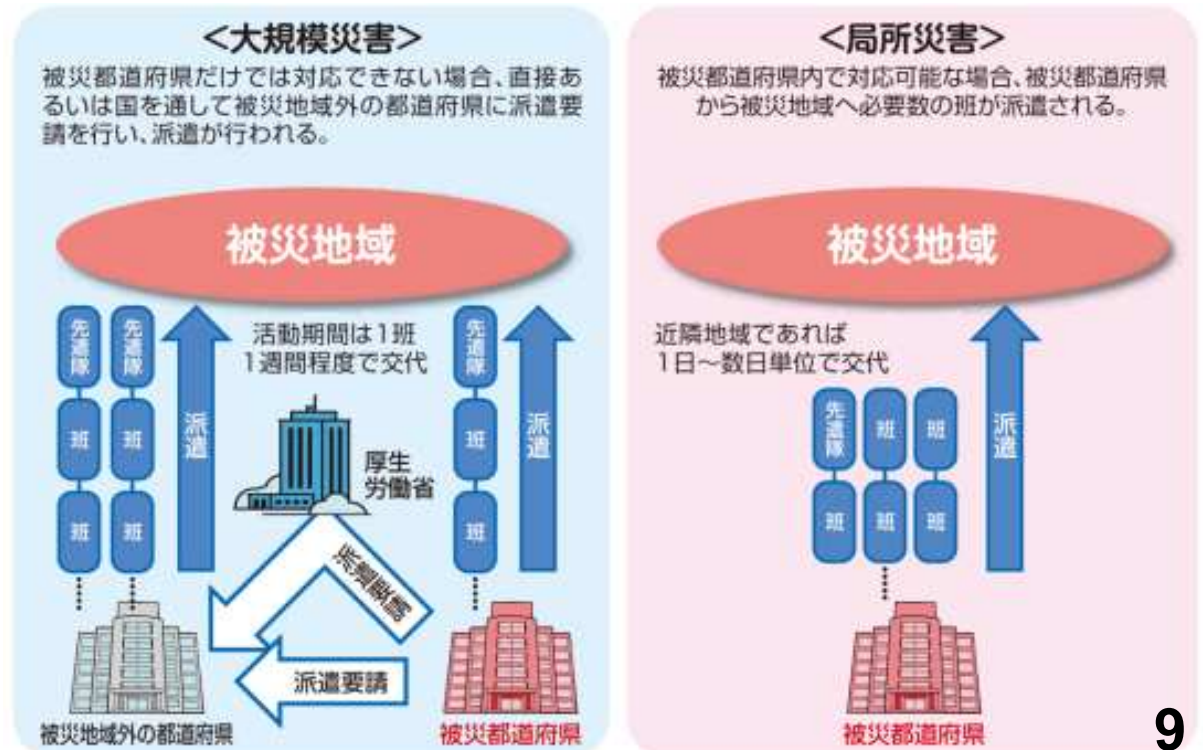 <大規模災害>
被災都道府県だけでは対応できない場合、直接あ
るいは国を通して被災地域外の都道府県に派遣要
請を行い、派遣が行われる。
被災地域
先遣隊
先遣隊
派遣
活動期間は1班
1週間程度で交代
先遣隊
派遣
班
班
班
厚生
労働省
班
班
班
派遣要請
派遣要請
被災地域外の都道府県
被災都道府県
<局所災害>
被災都道府県内で対応可能な場合、被災都道府県
から被災地域へ必要数の班が派遣される。
被災地域
近隣地域であれば
1日～数日単位で交代
先遣隊
班
班
派遣
班
班
班
被災都道府県
9